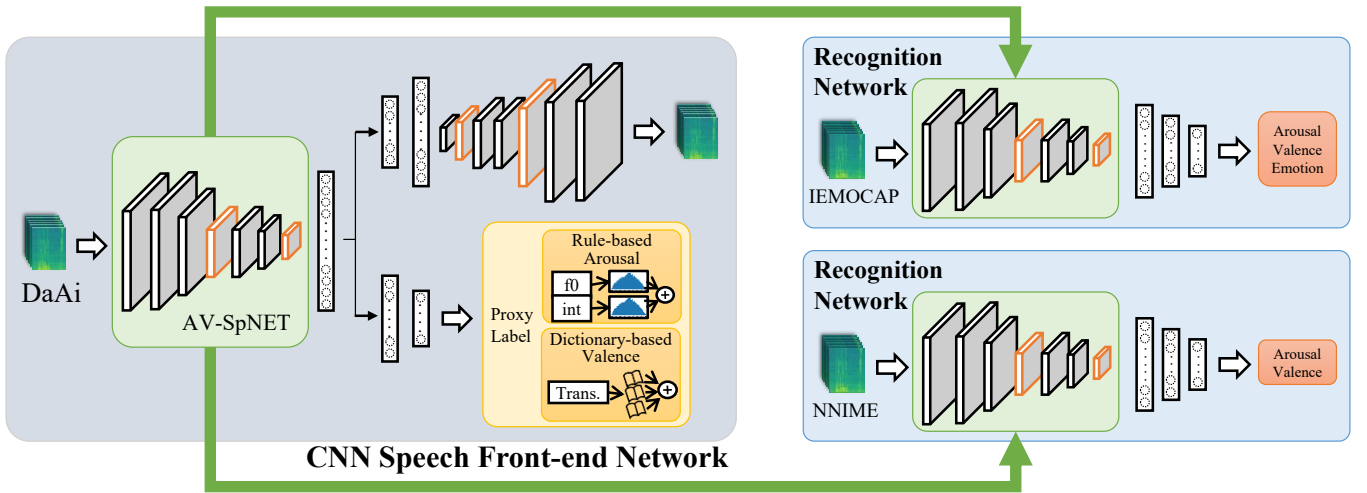 DaAi
AV-SpNET
Proxy
Label
Rule-based
Arousal
f0
int
Dictionary-based
Valence
Trans.
CNN Speech Front-end Network
Recognition
Network
IEMOCAP
Arousal
Valence
Emotion
Recognition
Network
NNIME
Arousal
Valence